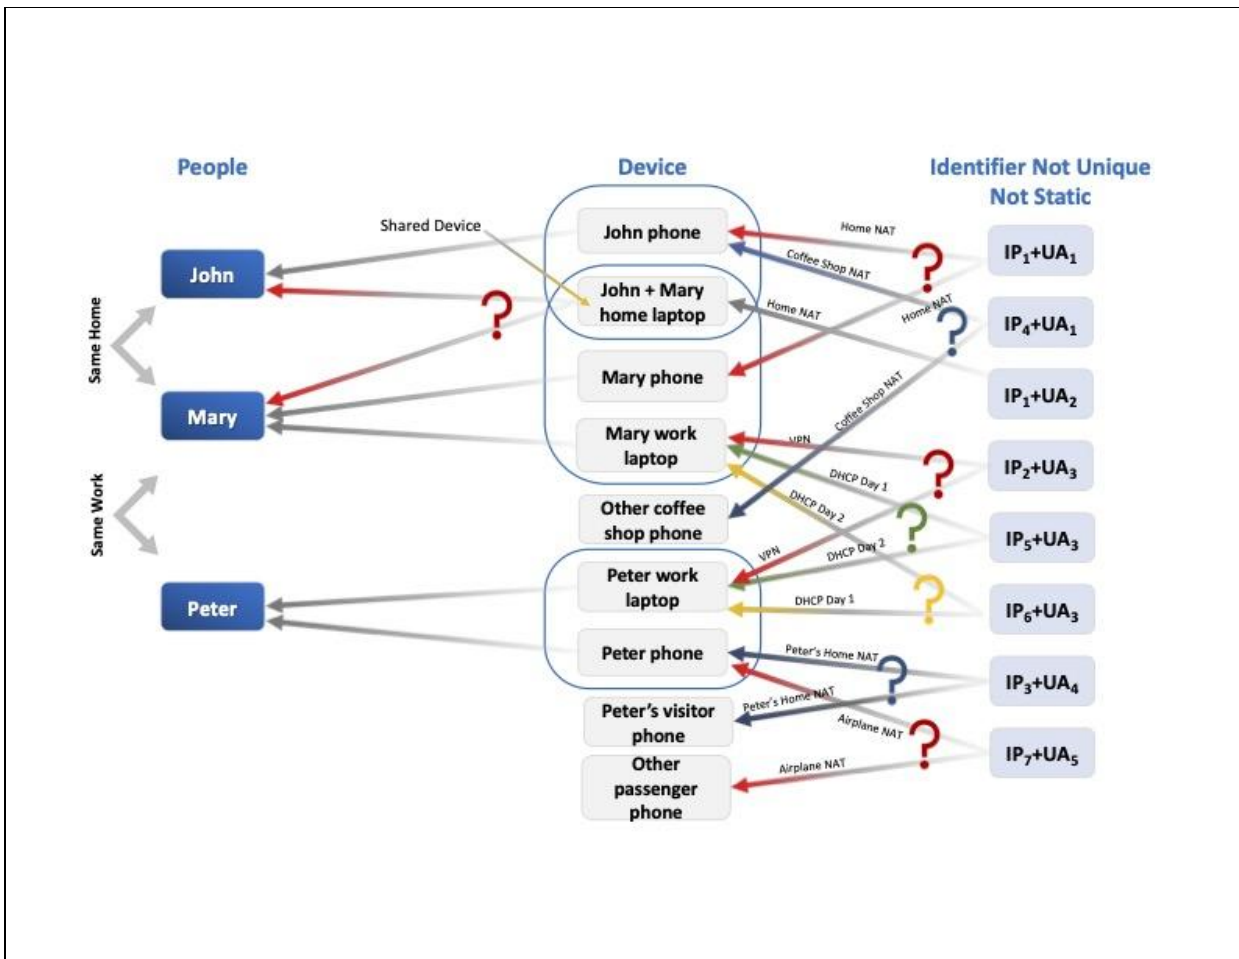 People
Device
Identifier Not Unique
Not Static
Shared Device
John
Mary
Peter
Same Home
Same Work
John phone
John + Mary
home laptop
Mary phone
Mary work
laptop
Other coffee
shop phone
Peter work
laptop
Peter phone
Peter's visitor
phone
Other
passenger
phone
Home NAT
?
Coffee Shop NAT
Home NAT
Home NAT
?
?
Coffee Shop NAT
VPN
?
DHCP Day 1
DHCP Day 2
?
VPN
DHCP Day 2
DHCP Day 1
?
Peter's Home NAT
?
Peter's Home NAT
Airplane NAT
?
Airplane NAT
IP₁+UA₁
IP₄+UA₁
IP₁+UA₂
IP₂+UA₃
IP₅+UA₃
IP₆+UA₃
IP₃+UA₄
IP₇+UA₅